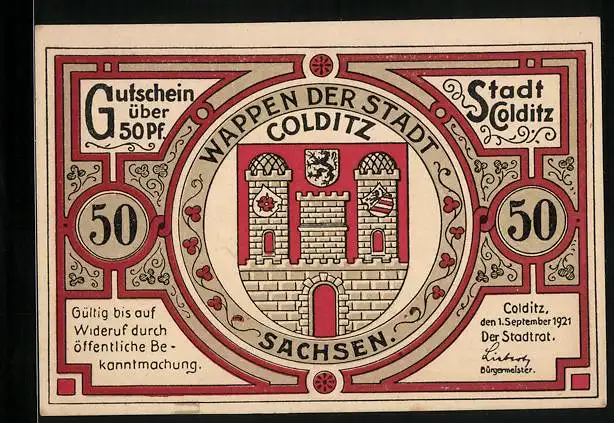 Gutschein
über
50 Pf.
WAPPEN DER STADT
COLDITZ
Stadt
Colditz
50
50
SACHSEN.
Gültig bis auf
Wideruf durch
öffentliche Be-
kanntmachung.
Colditz,
den 1. September 1921
Der Stadtrat.
Bürgermeister.